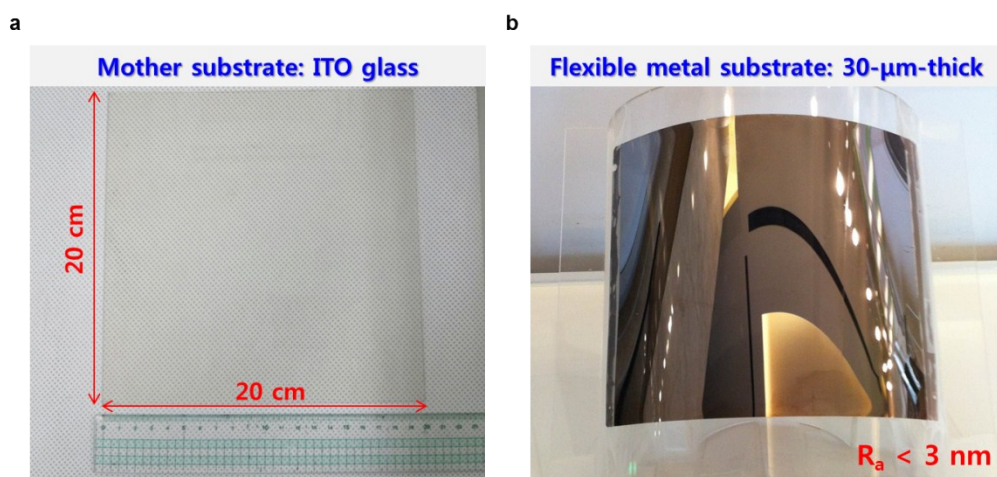 a
Mother substrate: ITO glass
20 cm
20 cm
b
Flexible metal substrate: 30-μm-thick
Rₐ < 3 nm